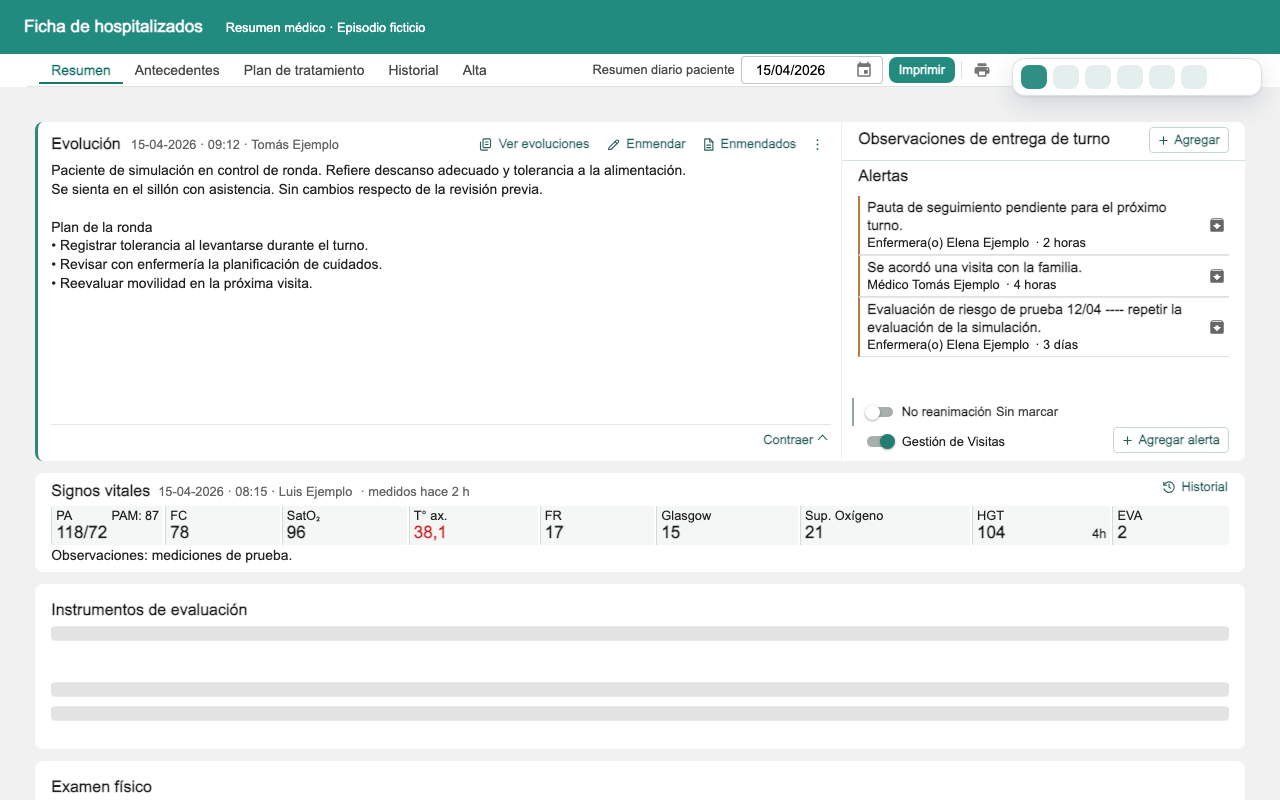 Ficha de hospitalizados
Resumen médico · Episodio ficticio
Resumen
Antecedentes
Plan de tratamiento
Historial
Alta
Resumen diario paciente
15/04/2026
Imprimir
Evolución
15-04-2026 · 09:12 · Tomás Ejemplo
Ver evoluciones
Enmendar
Enmendados
Paciente de simulación en control de ronda. Refiere descanso adecuado y tolerancia a la alimentación.
Se sienta en el sillón con asistencia. Sin cambios respecto de la revisión previa.
Plan de la ronda
• Registrar tolerancia al levantarse durante el turno.
• Revisar con enfermería la planificación de cuidados.
• Reevaluar movilidad en la próxima visita.
Contraer
Observaciones de entrega de turno
+ Agregar
Alertas
Pauta de seguimiento pendiente para el próximo
turno.
Enfermera(o) Elena Ejemplo · 2 horas
Se acordó una visita con la familia.
Médico Tomás Ejemplo · 4 horas
Evaluación de riesgo de prueba 12/04 ---- repetir la
evaluación de la simulación.
Enfermera(o) Elena Ejemplo · 3 días
No reanimación Sin marcar
Gestión de Visitas
+ Agregar alerta
Signos vitales
15-04-2026 · 08:15 · Luis Ejemplo · medidos hace 2 h
Historial
PA PAM: 87
118/72
FC
78
SatO₂
96
T° ax.
38,1
FR
17
Glasgow
15
Sup. Oxígeno
21
HGT
104 4h
EVA
2
Observaciones: mediciones de prueba.
Instrumentos de evaluación
Examen físico